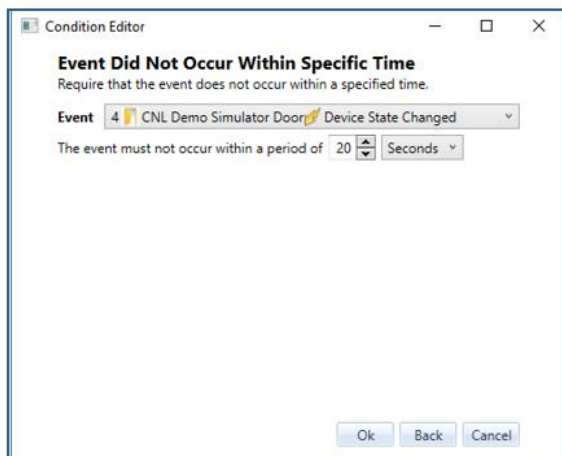 Condition Editor
Event Did Not Occur Within Specific Time
Require that the event does not occur within a specified time.
Event 4 CNL Demo Simulator Door Device State Changed
The event must not occur within a period of 20 Seconds
Ok Back Cancel